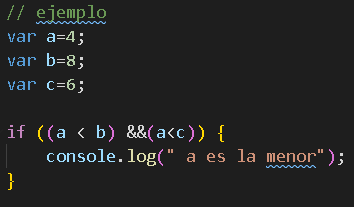 // ejemplo
var a=4;
var b=8;
var c=6;
if ((a < b) &&(a<c)) {
    console.log(" a es la menor");
}